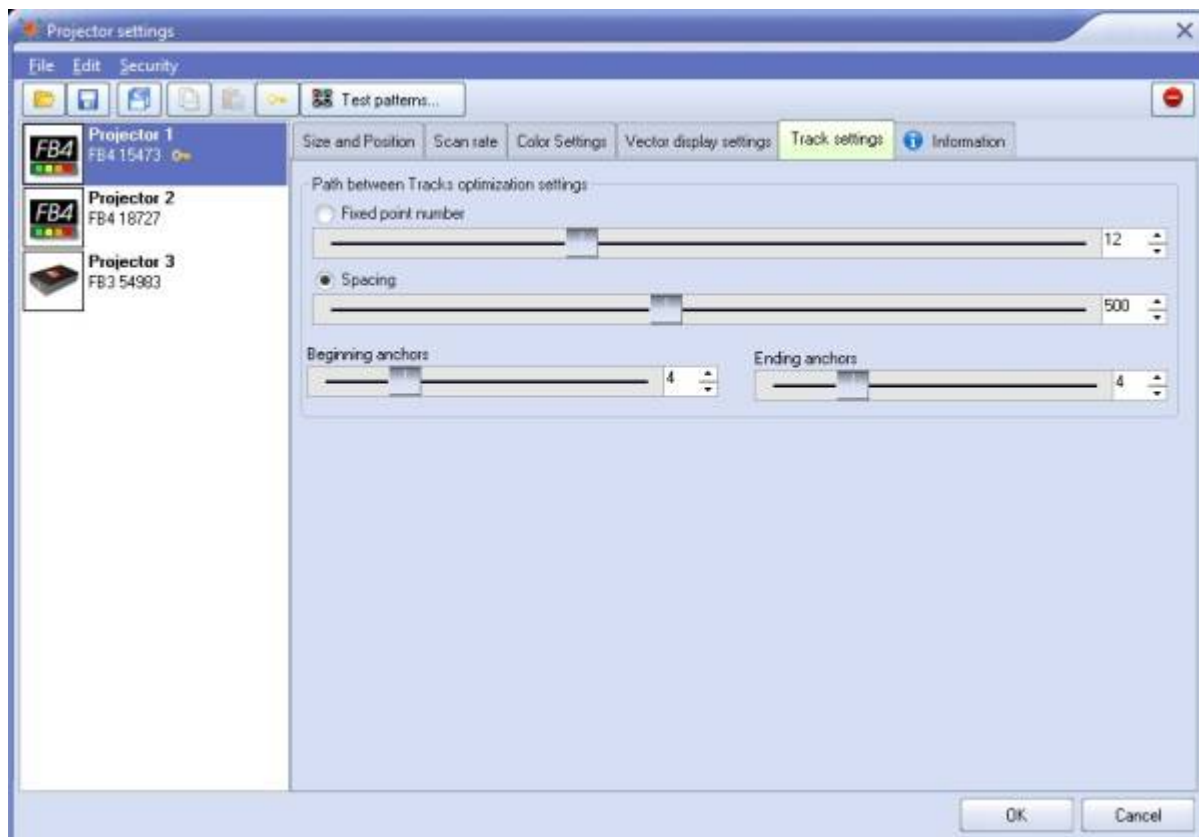 Projector settings
File Edit Security
Test patterns...
FB4
Projector 1
FB4 15473
FB4
Projector 2
FB4 18727
Projector 3
FB3 54983
Size and Position
Scan rate
Color Settings
Vector display settings
Track settings
Information
Path between Tracks optimization settings
Fixed point number
12
Spacing
500
Beginning anchors
4
Ending anchors
4
OK
Cancel